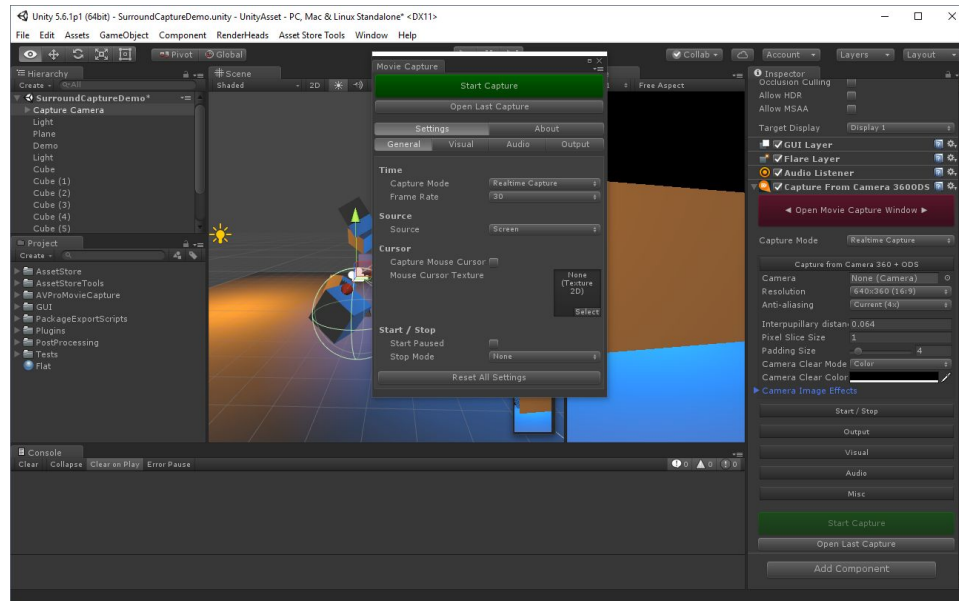 Unity 5.6.1p1 (64bit) - SurroundCaptureDemo.unity - UnityAsset - PC, Mac & Linux Standalone* <DX11>
File Edit Assets GameObject Component RenderHeads Asset Store Tools Window Help
Pivot Global Collab Account Layers Layout
Hierarchy
Create All
SurroundCaptureDemo*
Capture Camera
Light
Plane
Demo
Light
Cube
Cube (1)
Cube (2)
Cube (3)
Cube (4)
Cube (5)
Project
Create
AssetStore
AssetStoreTools
AVProMovieCapture
GUI
PackageExportScripts
Plugins
PostProcessing
Tests
Flat
Scene
Shaded 2D
Free Aspect
Movie Capture
Start Capture
Open Last Capture
Settings About
General Visual Audio Output
Time
Capture Mode Realtime Capture
Frame Rate 30
Source
Source Screen
Cursor
Capture Mouse Cursor
Mouse Cursor Texture None
(Texture
2D)
Select
Start / Stop
Start Paused
Stop Mode None
Reset All Settings
Console
Clear Collapse Clear on Play Error Pause 0 0 0
Inspector
Occlusion Culling
Allow HDR
Allow MSAA
Target Display Display 1
GUI Layer
Flare Layer
Audio Listener
Capture From Camera 360ODS
Open Movie Capture Window
Capture Mode Realtime Capture
Capture from Camera 360 + ODS
Camera None (Camera)
Resolution 640x360 (16:9)
Anti-aliasing Current (4x)
Interpupillary distan 0.064
Pixel Slice Size 1
Padding Size 4
Camera Clear Mode Color
Camera Clear Color
Camera Image Effects
Start / Stop
Output
Visual
Audio
Misc
Start Capture
Open Last Capture
Add Component